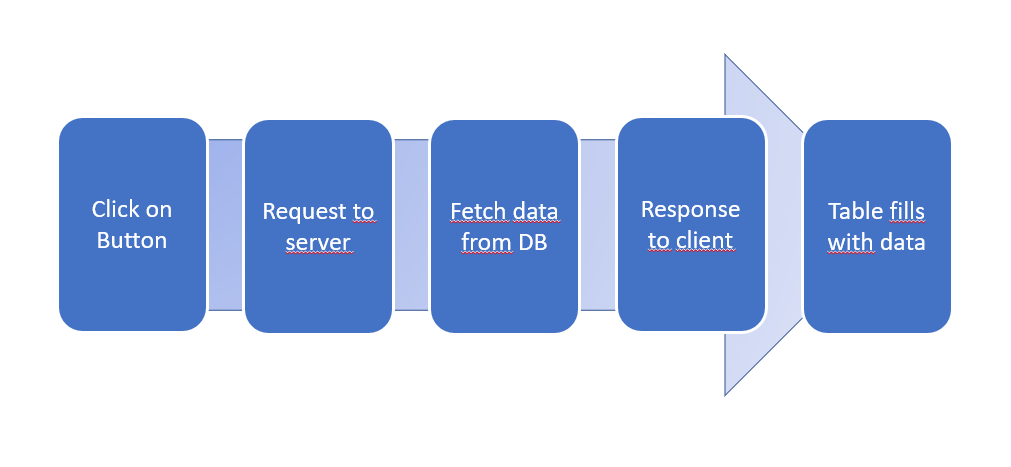 Click on
Button
Request to
server
Fetch data
from DB
Response
to client
Table fills
with data